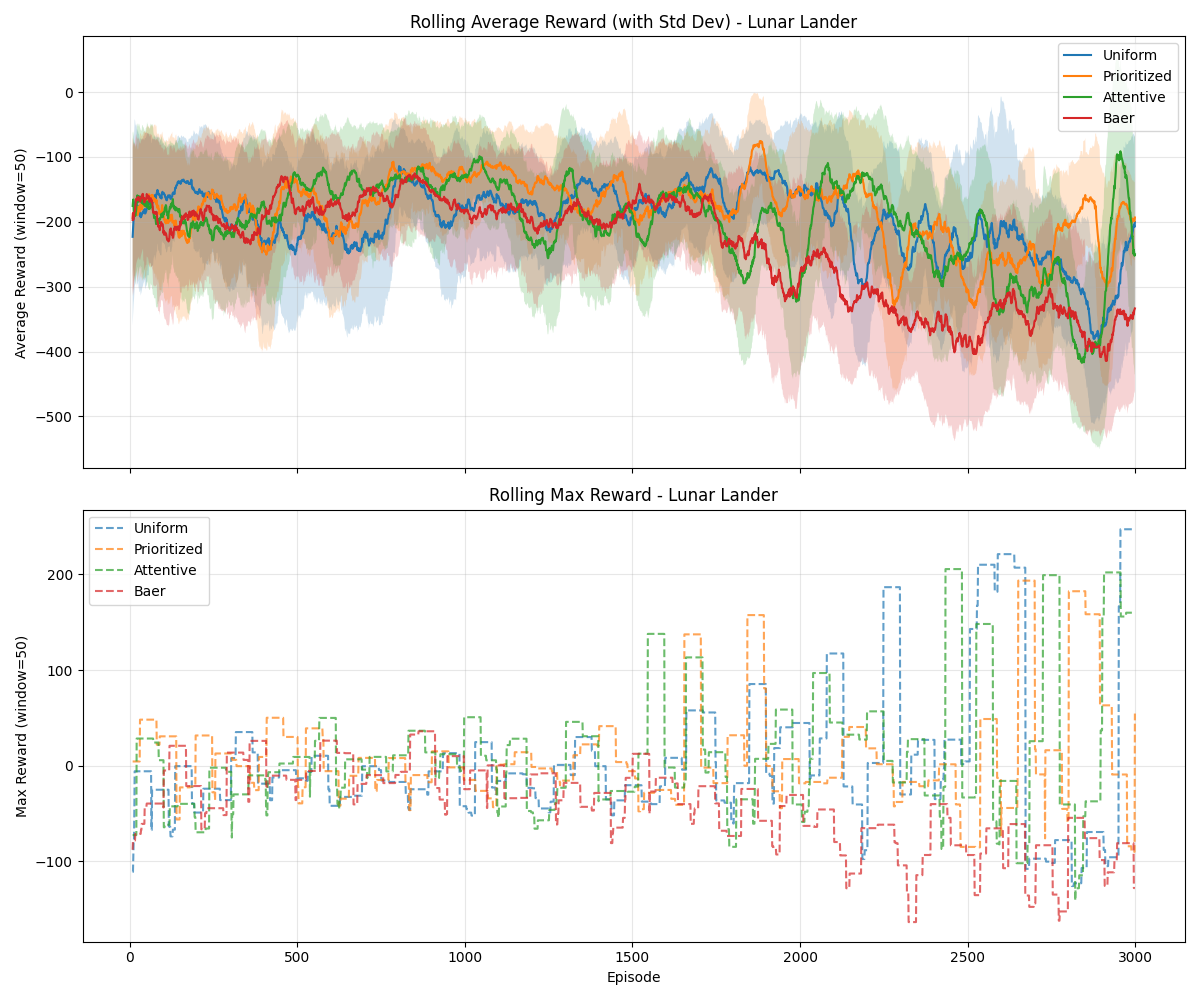 Rolling Average Reward (with Std Dev) - Lunar Lander
Average Reward (window=50)
0
−100
−200
−300
−400
−500
Uniform
Prioritized
Attentive
Baer
Rolling Max Reward - Lunar Lander
Max Reward (window=50)
200
100
0
−100
Uniform
Prioritized
Attentive
Baer
0 500 1000 1500 2000 2500 3000
Episode